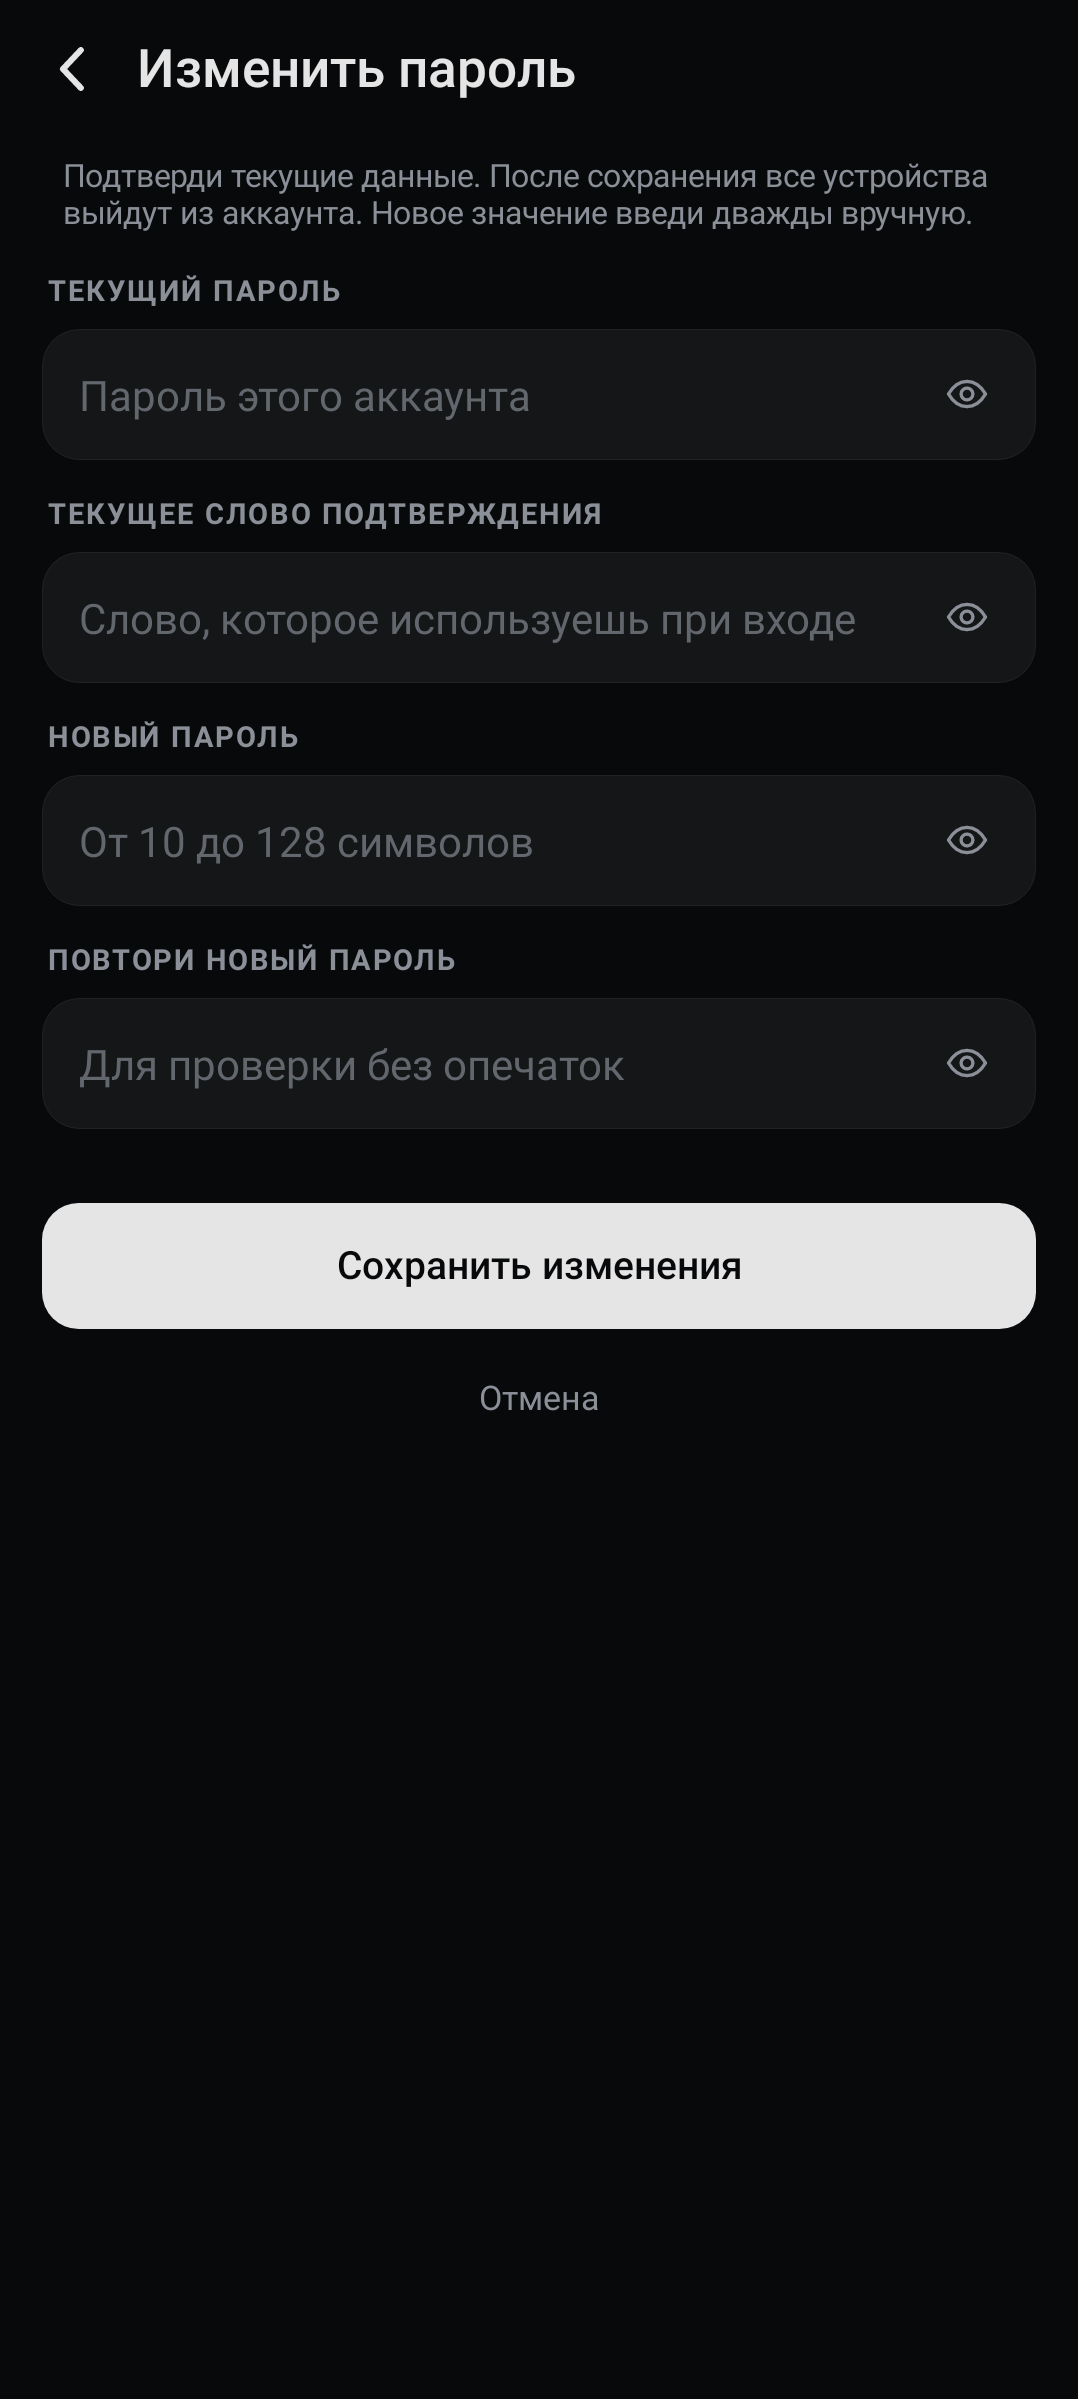 Изменить пароль
Подтверди текущие данные. После сохранения все устройства
выйдут из аккаунта. Новое значение введи дважды вручную.
ТЕКУЩИЙ ПАРОЛЬ
Пароль этого аккаунта
ТЕКУЩЕЕ СЛОВО ПОДТВЕРЖДЕНИЯ
Слово, которое используешь при входе
НОВЫЙ ПАРОЛЬ
От 10 до 128 символов
ПОВТОРИ НОВЫЙ ПАРОЛЬ
Для проверки без опечаток
Сохранить изменения
Отмена